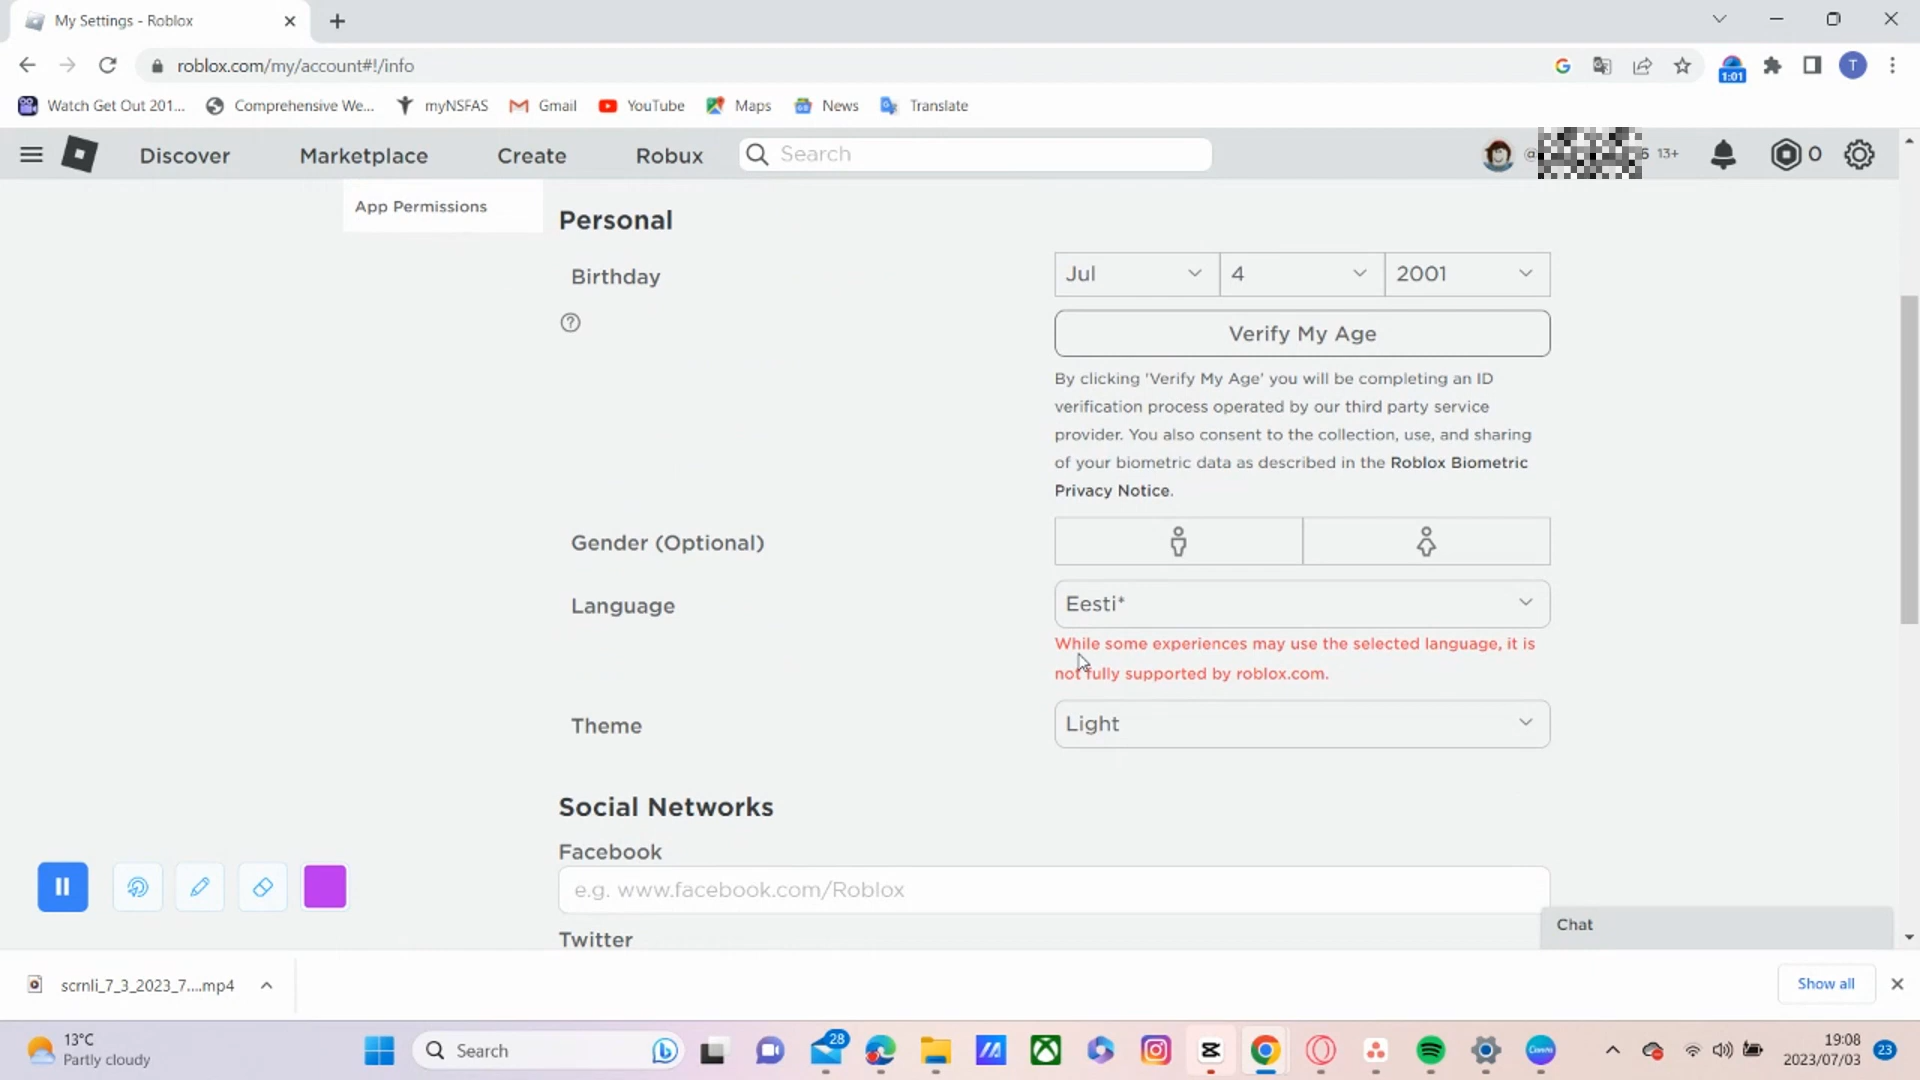 My Settings - Roblox
roblox.com/my/account#!/info
1:01
T
Watch Get Out 201...
Comprehensive We...
myNSFAS
Gmail
YouTube
Maps
News
Translate
Discover
Marketplace
Create
Robux
Search
@
6 13+
0
App Permissions
Personal
Birthday
Jul
4
2001
Verify My Age
By clicking 'Verify My Age' you will be completing an ID
verification process operated by our third party service
provider. You also consent to the collection, use, and sharing
of your biometric data as described in the Roblox Biometric
Privacy Notice.
Gender (Optional)
Language
Eesti*
While some experiences may use the selected language, it is
not fully supported by roblox.com.
Theme
Light
Social Networks
Facebook
e.g. www.facebook.com/Roblox
Twitter
Chat
scrnli_7_3_2023_7....mp4
Show all
13°C
Partly cloudy
Search
28
19:08
2023/07/03
23